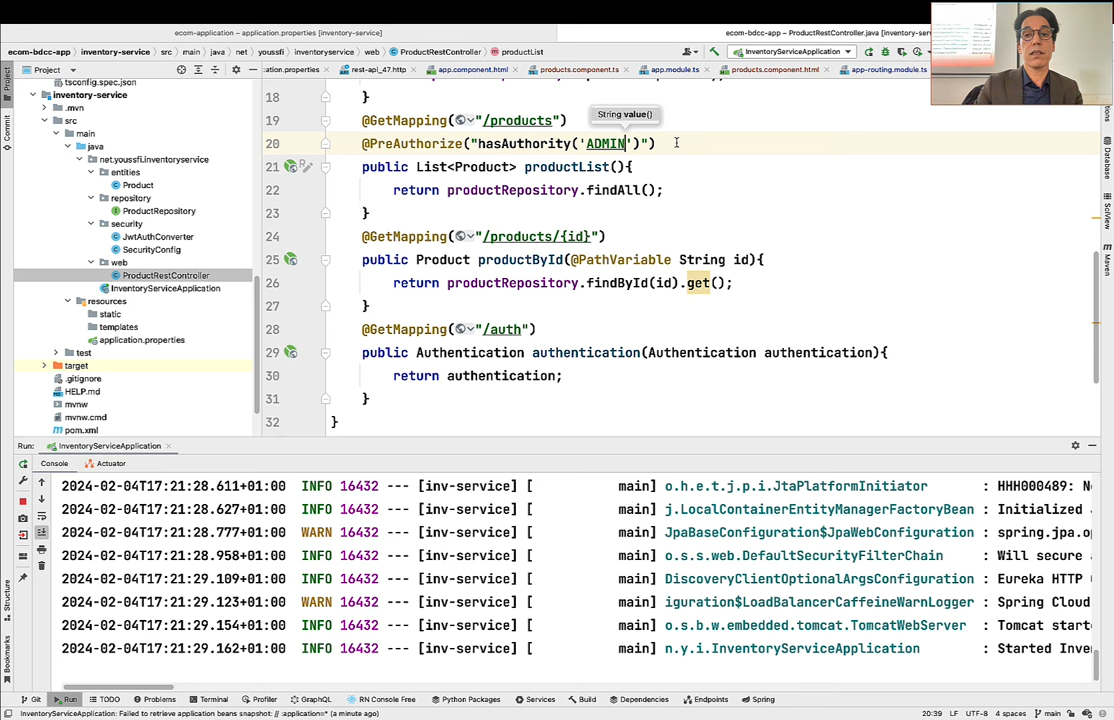 ecom-application – application.properties [inventory-service]
ecom-bdcc-app – ProductRestController.java [inventory-servi
ecom-bdcc-app › inventory-service › src › main › java › net › youssfi › inventoryservice › web › ProductRestController › productList
InventoryServiceApplication
Project
.ation.properties
rest-api_47.http
app.component.html
products.component.ts
app.module.ts
products.component.html
app-routing.module.ts
tsconfig.spec.json
inventory-service
.mvn
src
main
java
net.youssfi.inventoryservice
entities
Product
repository
ProductRepository
security
JwtAuthConverter
SecurityConfig
web
ProductRestController
InventoryServiceApplication
resources
static
templates
application.properties
test
target
.gitignore
HELP.md
mvnw
mvnw.cmd
pom.xml
Project
Commit
Structure
Bookmarks
Database
SciView
Maven
String value()
18 }
19 @GetMapping("/products")
20 @PreAuthorize("hasAuthority('ADMIN')")
21 public List<Product> productList(){
22 return productRepository.findAll();
23 }
24 @GetMapping("/products/{id}")
25 public Product productById(@PathVariable String id){
26 return productRepository.findById(id).get();
27 }
28 @GetMapping("/auth")
29 public Authentication authentication(Authentication authentication){
30 return authentication;
31 }
32 }
Run: InventoryServiceApplication
Console Actuator
2024-02-04T17:21:28.611+01:00 INFO 16432 --- [inv-service] [ main] o.h.e.t.j.p.i.JtaPlatformInitiator : HHH000489: N
2024-02-04T17:21:28.627+01:00 INFO 16432 --- [inv-service] [ main] j.LocalContainerEntityManagerFactoryBean : Initialized
2024-02-04T17:21:28.777+01:00 WARN 16432 --- [inv-service] [ main] JpaBaseConfiguration$JpaWebConfiguration : spring.jpa.op
2024-02-04T17:21:28.958+01:00 INFO 16432 --- [inv-service] [ main] o.s.s.web.DefaultSecurityFilterChain : Will secure
2024-02-04T17:21:29.109+01:00 INFO 16432 --- [inv-service] [ main] DiscoveryClientOptionalArgsConfiguration : Eureka HTTP
2024-02-04T17:21:29.123+01:00 WARN 16432 --- [inv-service] [ main] iguration$LoadBalancerCaffeineWarnLogger : Spring Cloud
2024-02-04T17:21:29.154+01:00 INFO 16432 --- [inv-service] [ main] o.s.b.w.embedded.tomcat.TomcatWebServer : Tomcat start
2024-02-04T17:21:29.162+01:00 INFO 16432 --- [inv-service] [ main] n.y.i.InventoryServiceApplication : Started Inve
Git Run TODO Problems Terminal Profiler GraphQL RN Console Free Python Packages Services Build Dependencies Endpoints Spring
InventoryServiceApplication: Failed to retrieve application beans snapshot: // :application=* (a minute ago)
20:39 LF UTF-8 4 spaces main